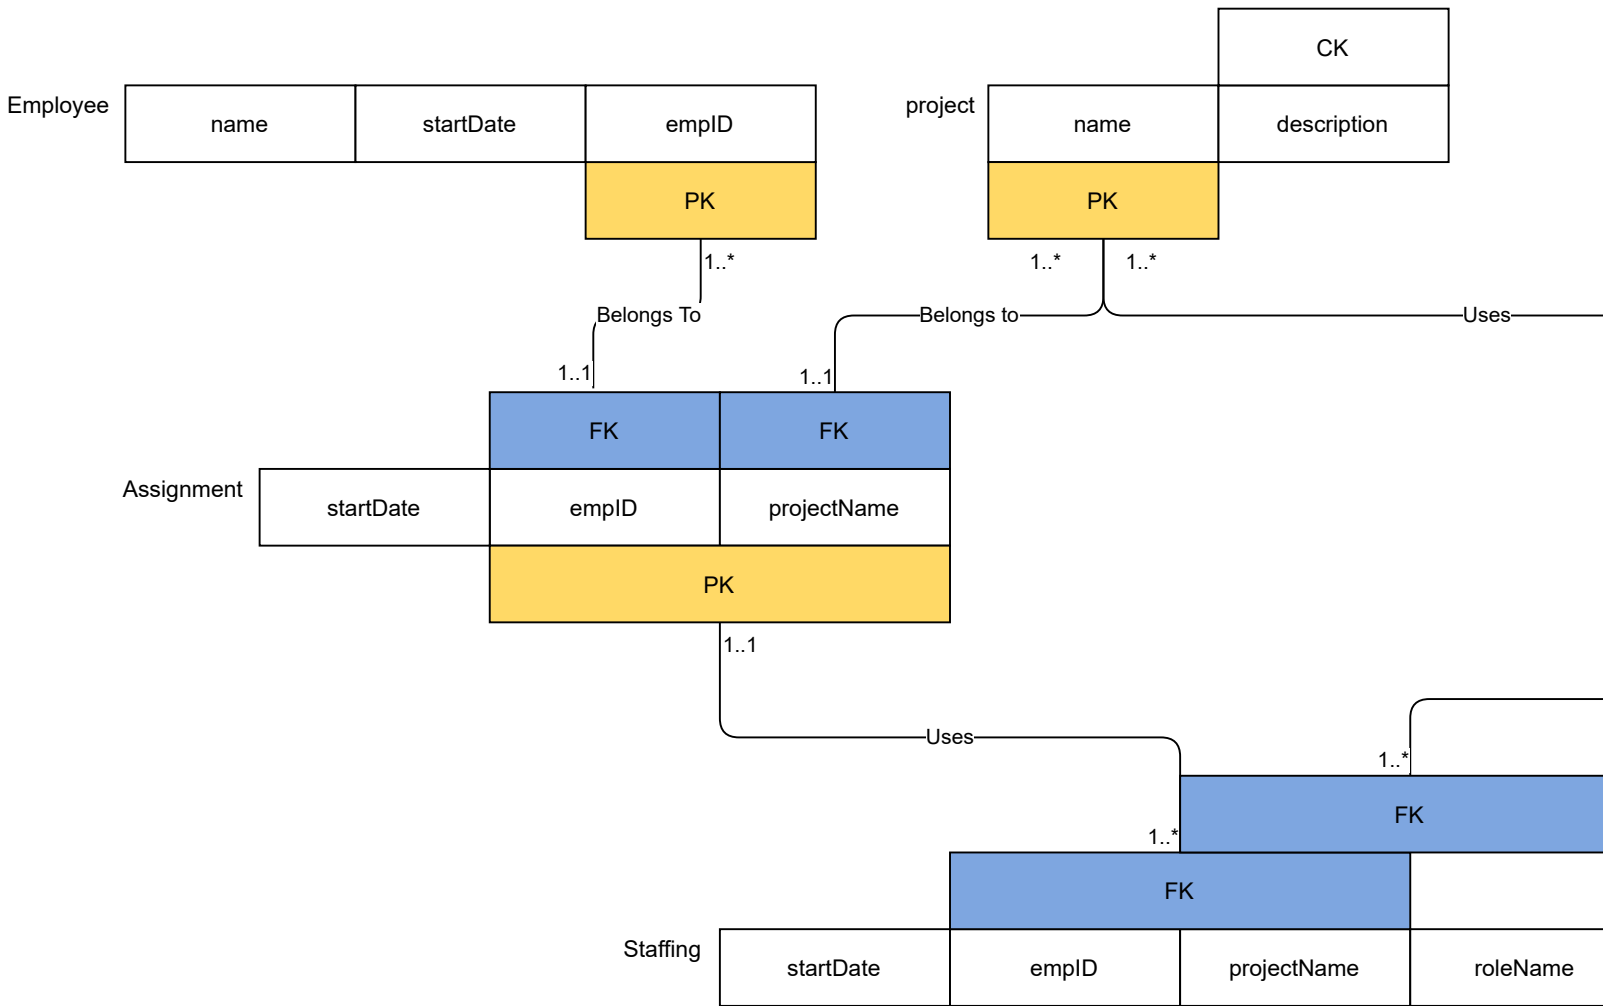 CK
Employee
name
startDate
empID
project
name
description
PK
PK
1..*
1..*
1..*
Belongs To
Belongs to
Uses
1..1
1..1
FK
FK
Assignment
startDate
empID
projectName
PK
1..1
Uses
1..*
FK
1..*
FK
Staffing
startDate
empID
projectName
roleName